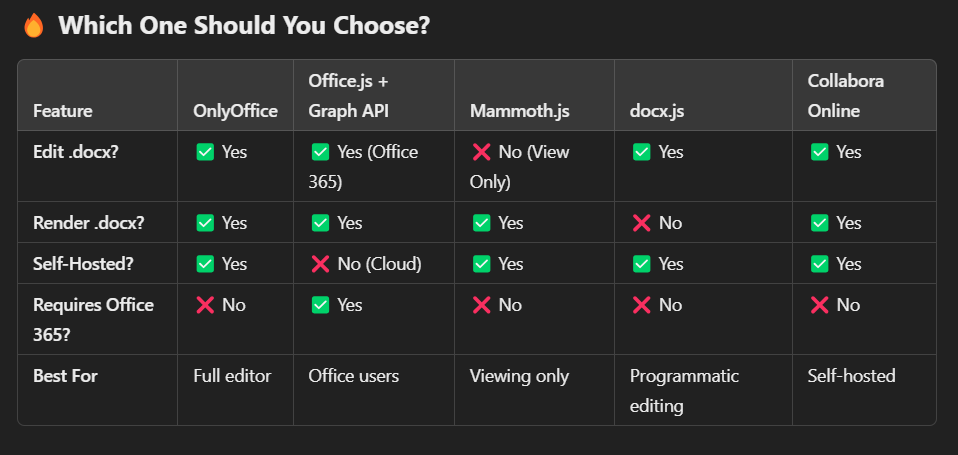 🔥 Which One Should You Choose?
Feature OnlyOffice Office.js + Graph API Mammoth.js docx.js Collabora Online
Edit .docx? ✅ Yes ✅ Yes (Office 365) ❌ No (View Only) ✅ Yes ✅ Yes
Render .docx? ✅ Yes ✅ Yes ✅ Yes ❌ No ✅ Yes
Self-Hosted? ✅ Yes ❌ No (Cloud) ✅ Yes ✅ Yes ✅ Yes
Requires Office 365? ❌ No ✅ Yes ❌ No ❌ No ❌ No
Best For Full editor Office users Viewing only Programmatic editing Self-hosted